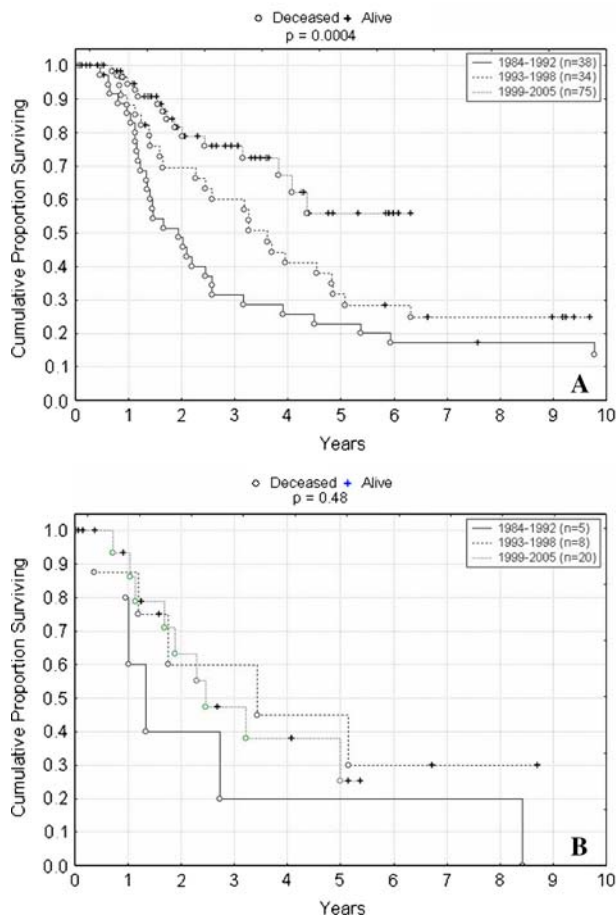 Deceased Alive
p = 0.0004
1984-1992 (n=38)
1993-1998 (n=34)
1999-2005 (n=75)
Cumulative Proportion Surviving
1.0
0.9
0.8
0.7
0.6
0.5
0.4
0.3
0.2
0.1
0.0
A
0 1 2 3 4 5 6 7 8 9 10
Years
Deceased Alive
p = 0.48
1984-1992 (n=5)
1993-1998 (n=8)
1999-2005 (n=20)
Cumulative Proportion Surviving
1.0
0.9
0.8
0.7
0.6
0.5
0.4
0.3
0.2
0.1
0.0
B
0 1 2 3 4 5 6 7 8 9 10
Years